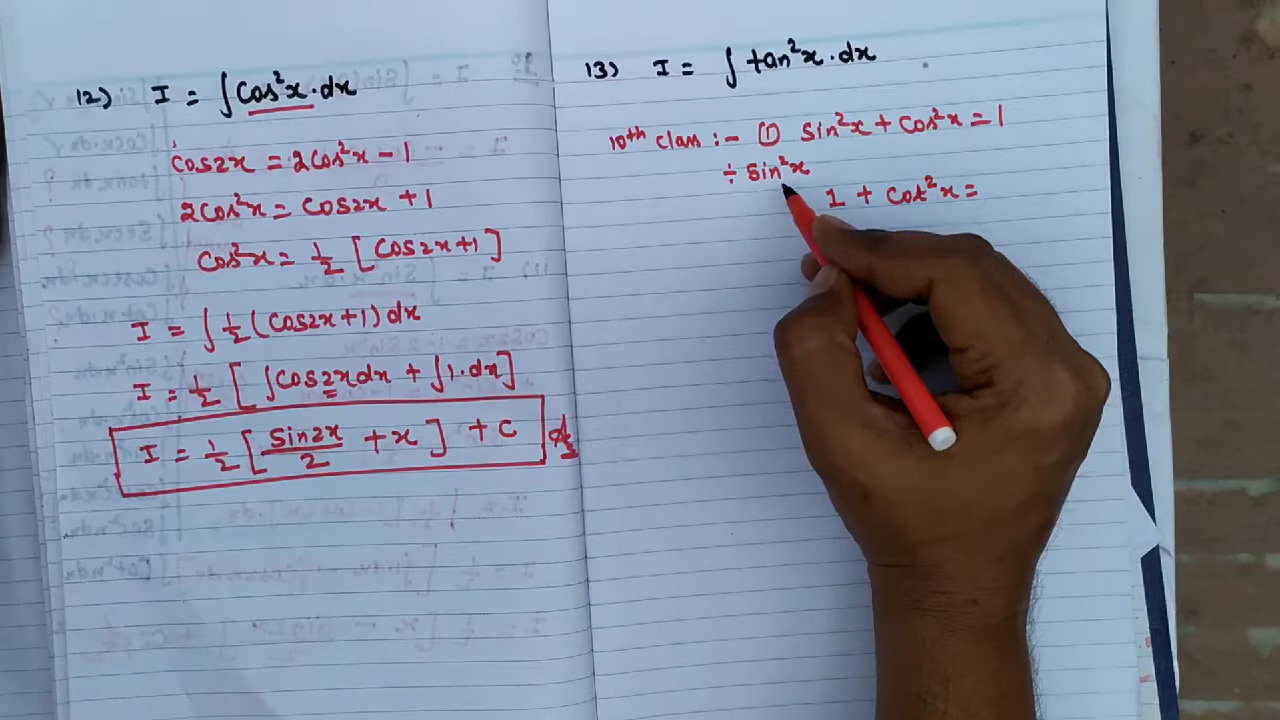 12) I = ∫cos²x·dx
cos2x = 2cos²x − 1
2cos²x = cos2x + 1
cos²x = 1/2 [cos2x+1]
I = ∫1/2 (cos2x+1) dx
I = 1/2 [∫cos2xdx + ∫1·dx]
I = 1/2 [sin2x/2 + x] + c
13) I = ∫tan²x·dx
10th class :- ① sin²x + cos²x = 1
÷ sin²x
1 + cot²x =